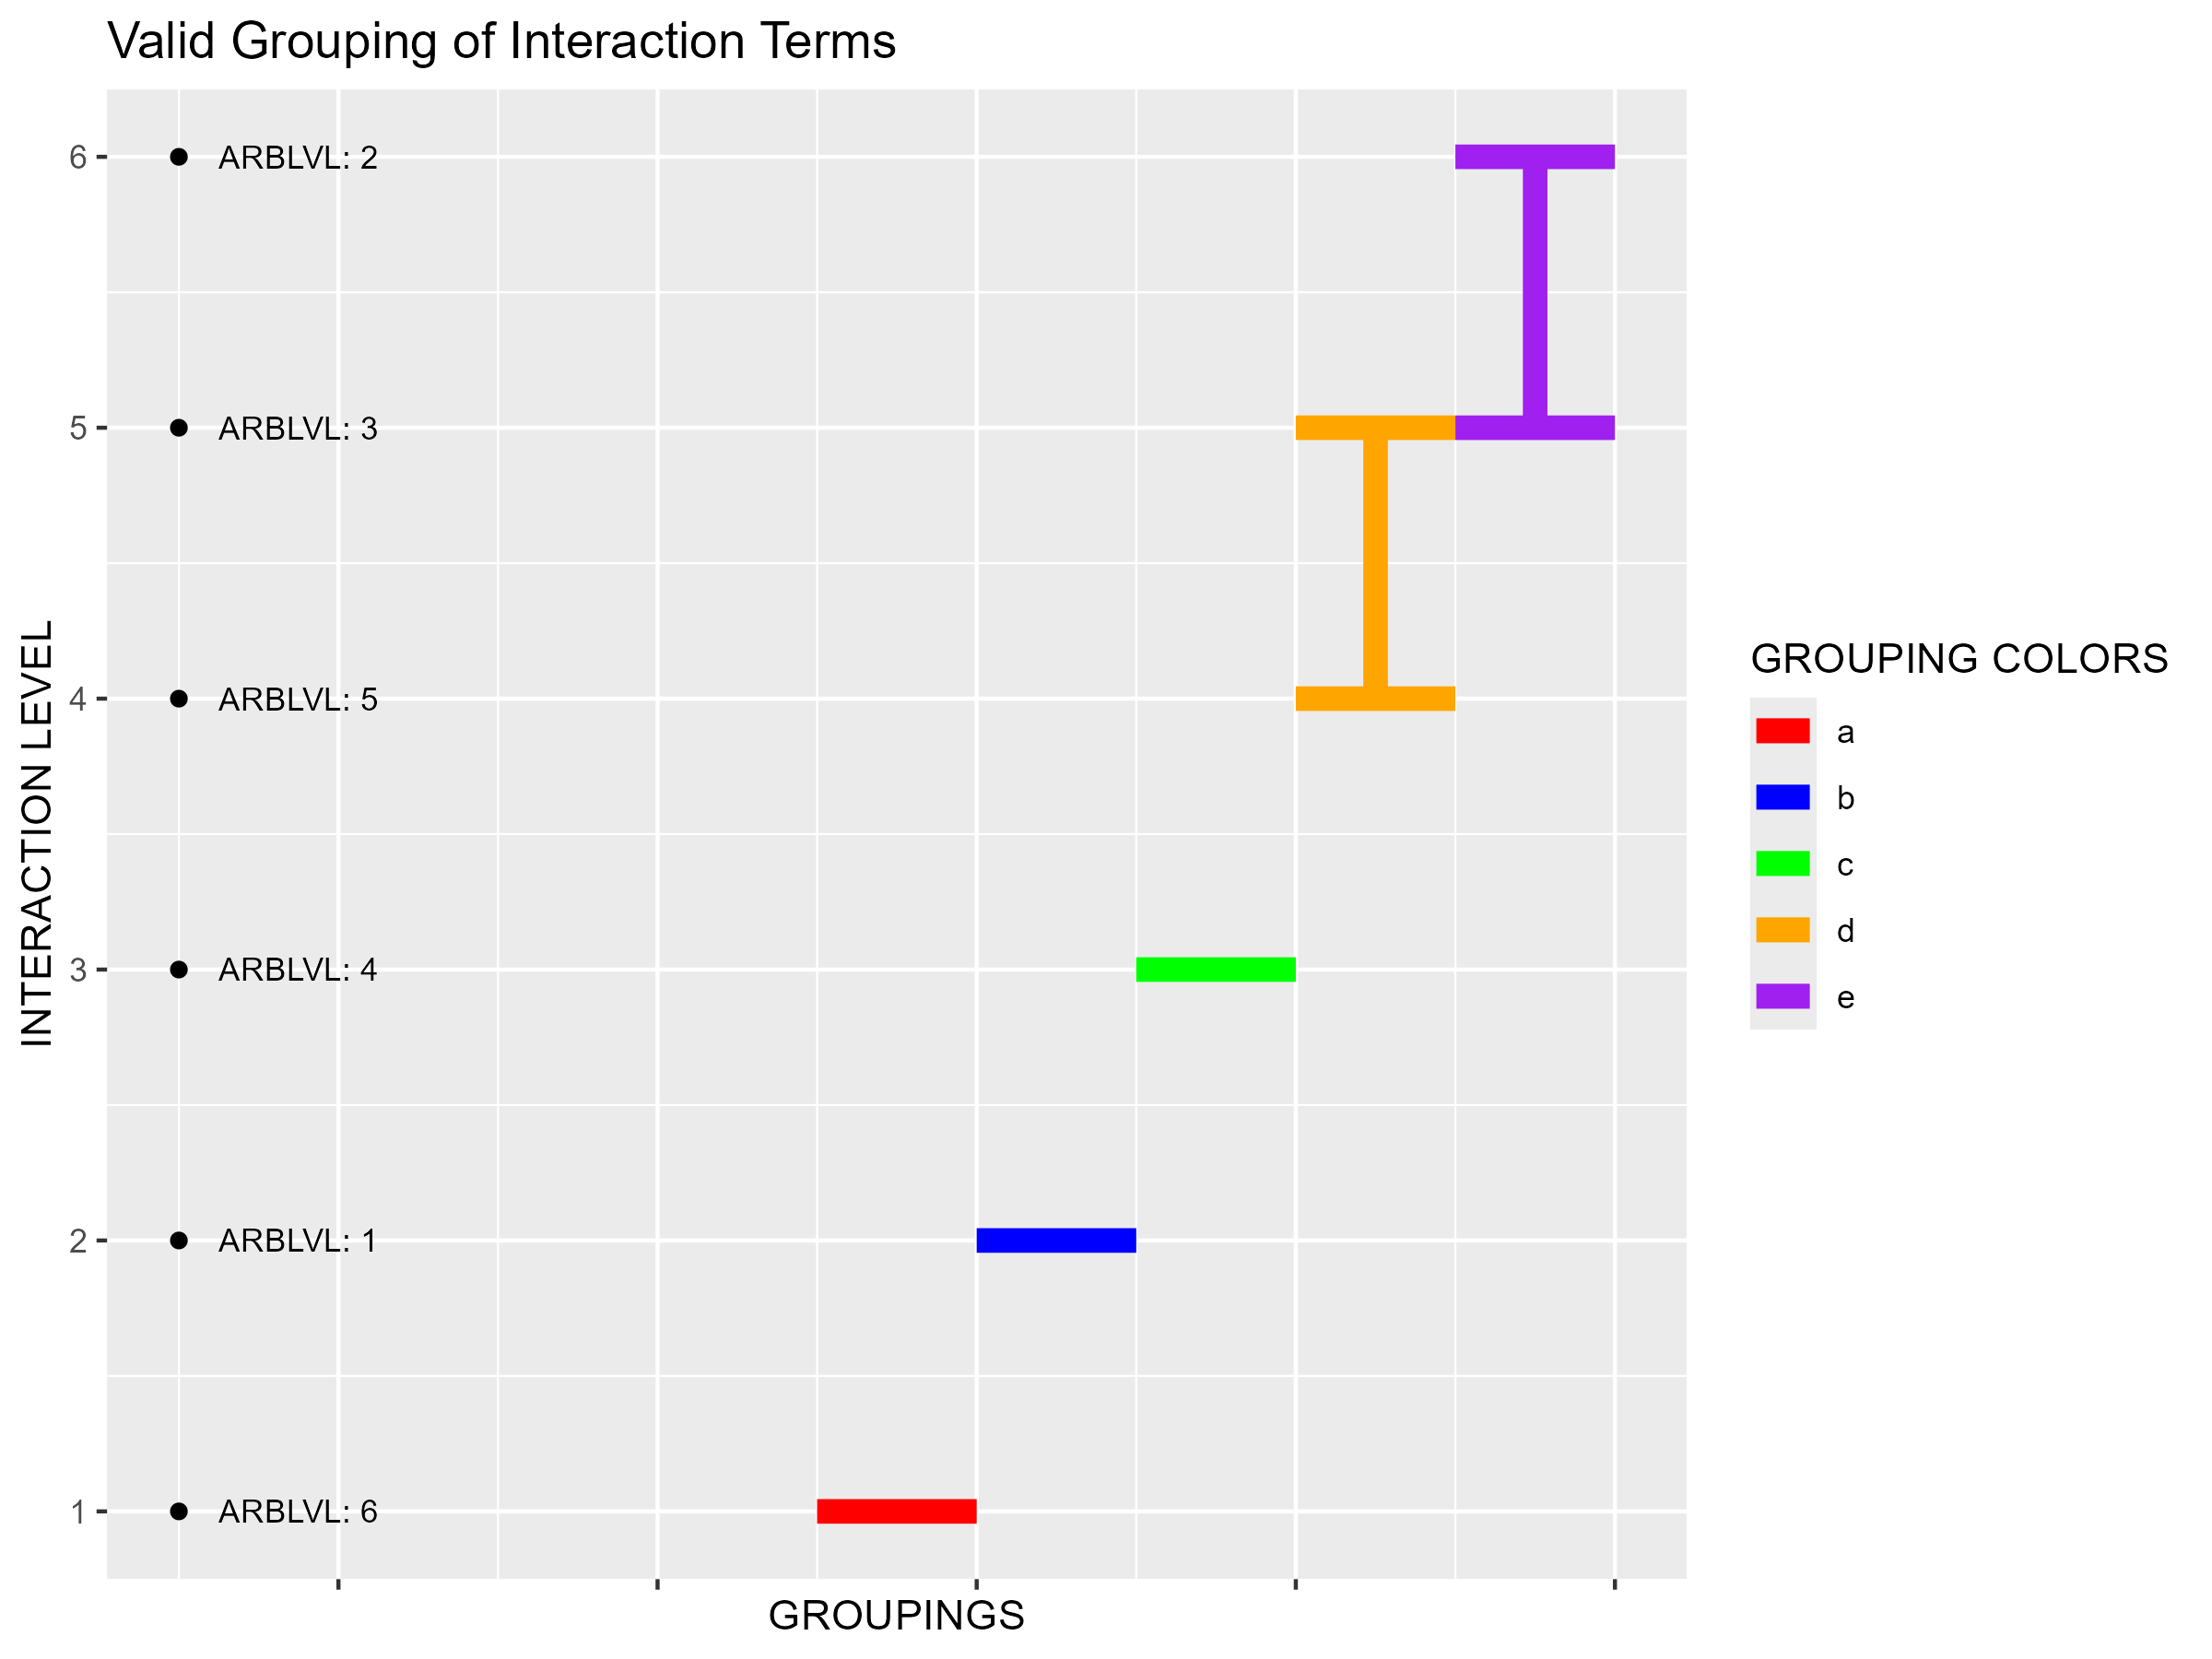 Valid Grouping of Interaction Terms
INTERACTION LEVEL
6
ARBLVL: 2
5
ARBLVL: 3
4
ARBLVL: 5
3
ARBLVL: 4
2
ARBLVL: 1
1
ARBLVL: 6
GROUPINGS
GROUPING COLORS
a
b
c
d
e